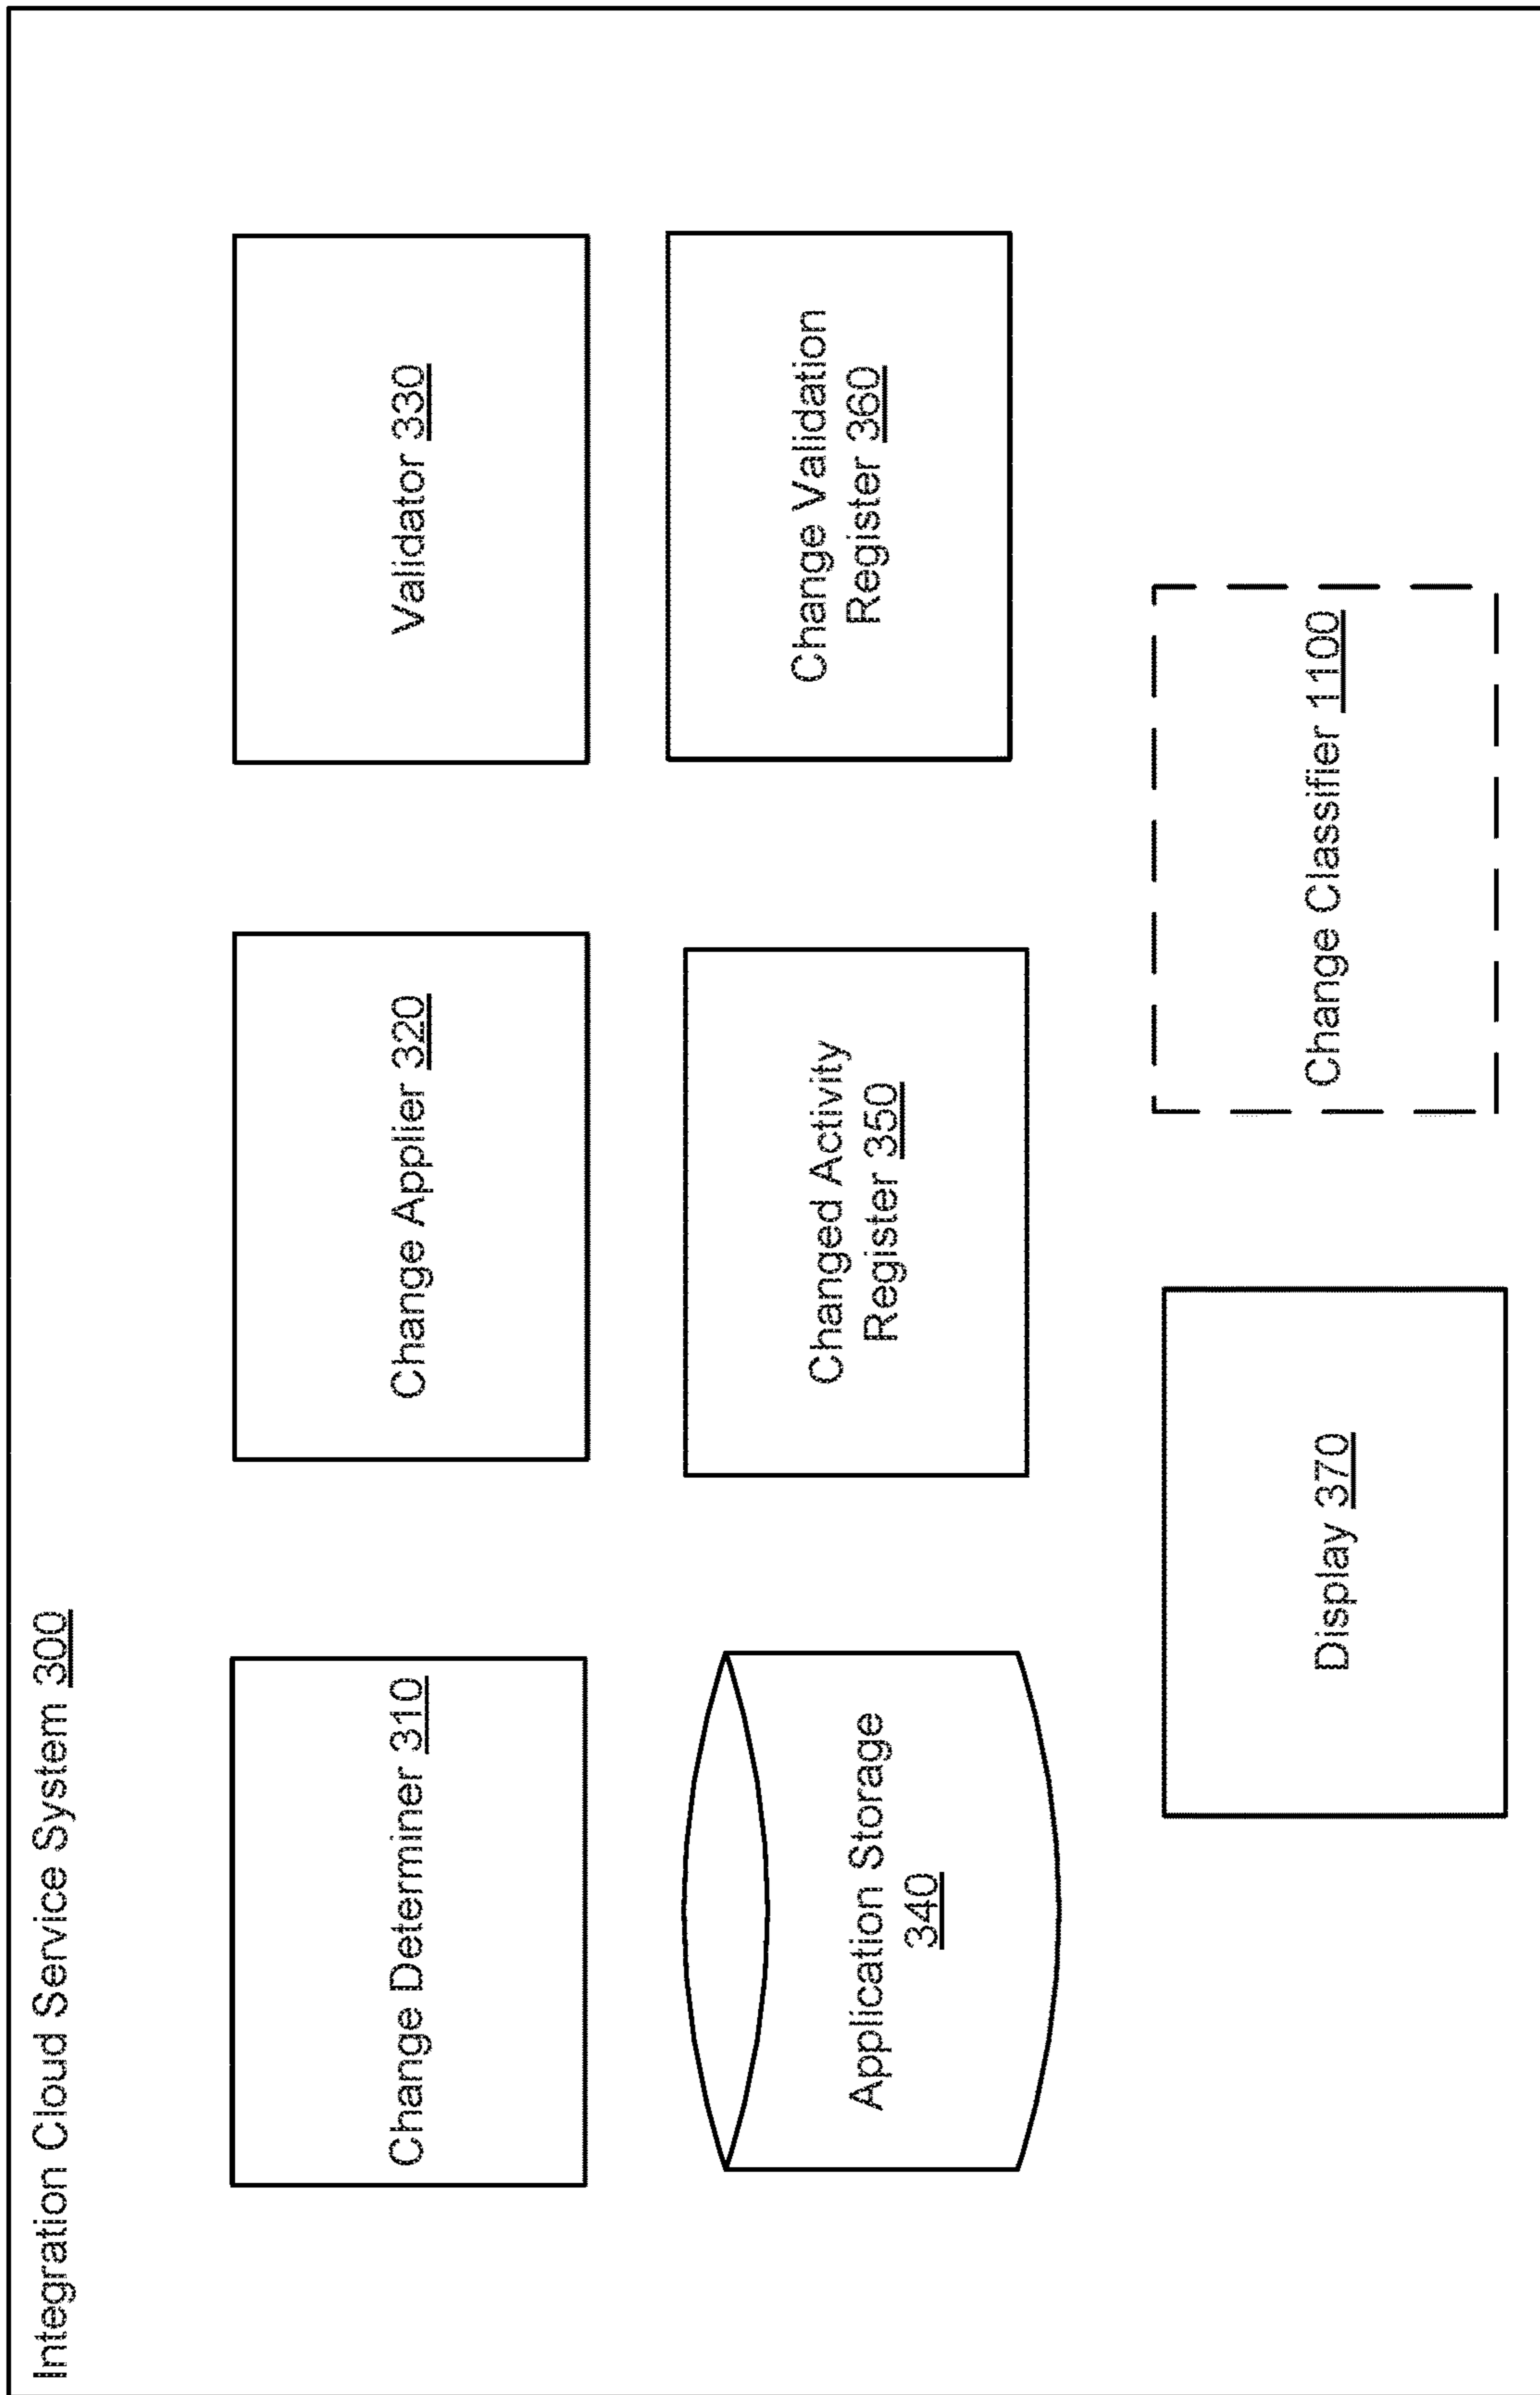 Integration Cloud Service System 300
Change Determiner 310
Change Applier 320
Validator 330
Application Storage
340
Changed Activity
Register 350
Change Validation
Register 360
Display 370
Change Classifier 1100